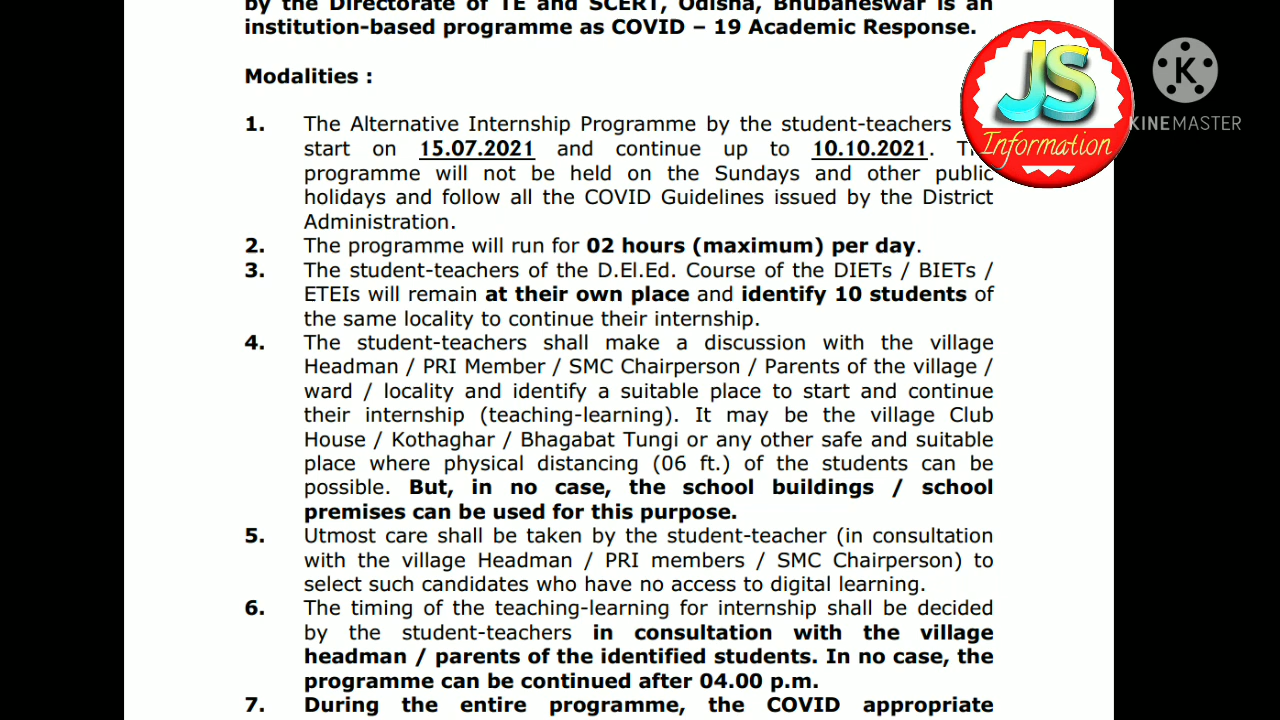 by the Directorate of TE and SCERT, Odisha, Bhubaneswar is an
institution-based programme as COVID – 19 Academic Response.
Modalities :
1. The Alternative Internship Programme by the student-teachers
start on 15.07.2021 and continue up to 10.10.2021.
programme will not be held on the Sundays and other public
holidays and follow all the COVID Guidelines issued by the District
Administration.
2. The programme will run for 02 hours (maximum) per day.
3. The student-teachers of the D.El.Ed. Course of the DIETs / BIETs /
ETEIs will remain at their own place and identify 10 students of
the same locality to continue their internship.
4. The student-teachers shall make a discussion with the village
Headman / PRI Member / SMC Chairperson / Parents of the village /
ward / locality and identify a suitable place to start and continue
their internship (teaching-learning). It may be the village Club
House / Kothaghar / Bhagabat Tungi or any other safe and suitable
place where physical distancing (06 ft.) of the students can be
possible. But, in no case, the school buildings / school
premises can be used for this purpose.
5. Utmost care shall be taken by the student-teacher (in consultation
with the village Headman / PRI members / SMC Chairperson) to
select such candidates who have no access to digital learning.
6. The timing of the teaching-learning for internship shall be decided
by the student-teachers in consultation with the village
headman / parents of the identified students. In no case, the
programme can be continued after 04.00 p.m.
7. During the entire programme, the COVID appropriate
JS
Information
K
KINEMASTER